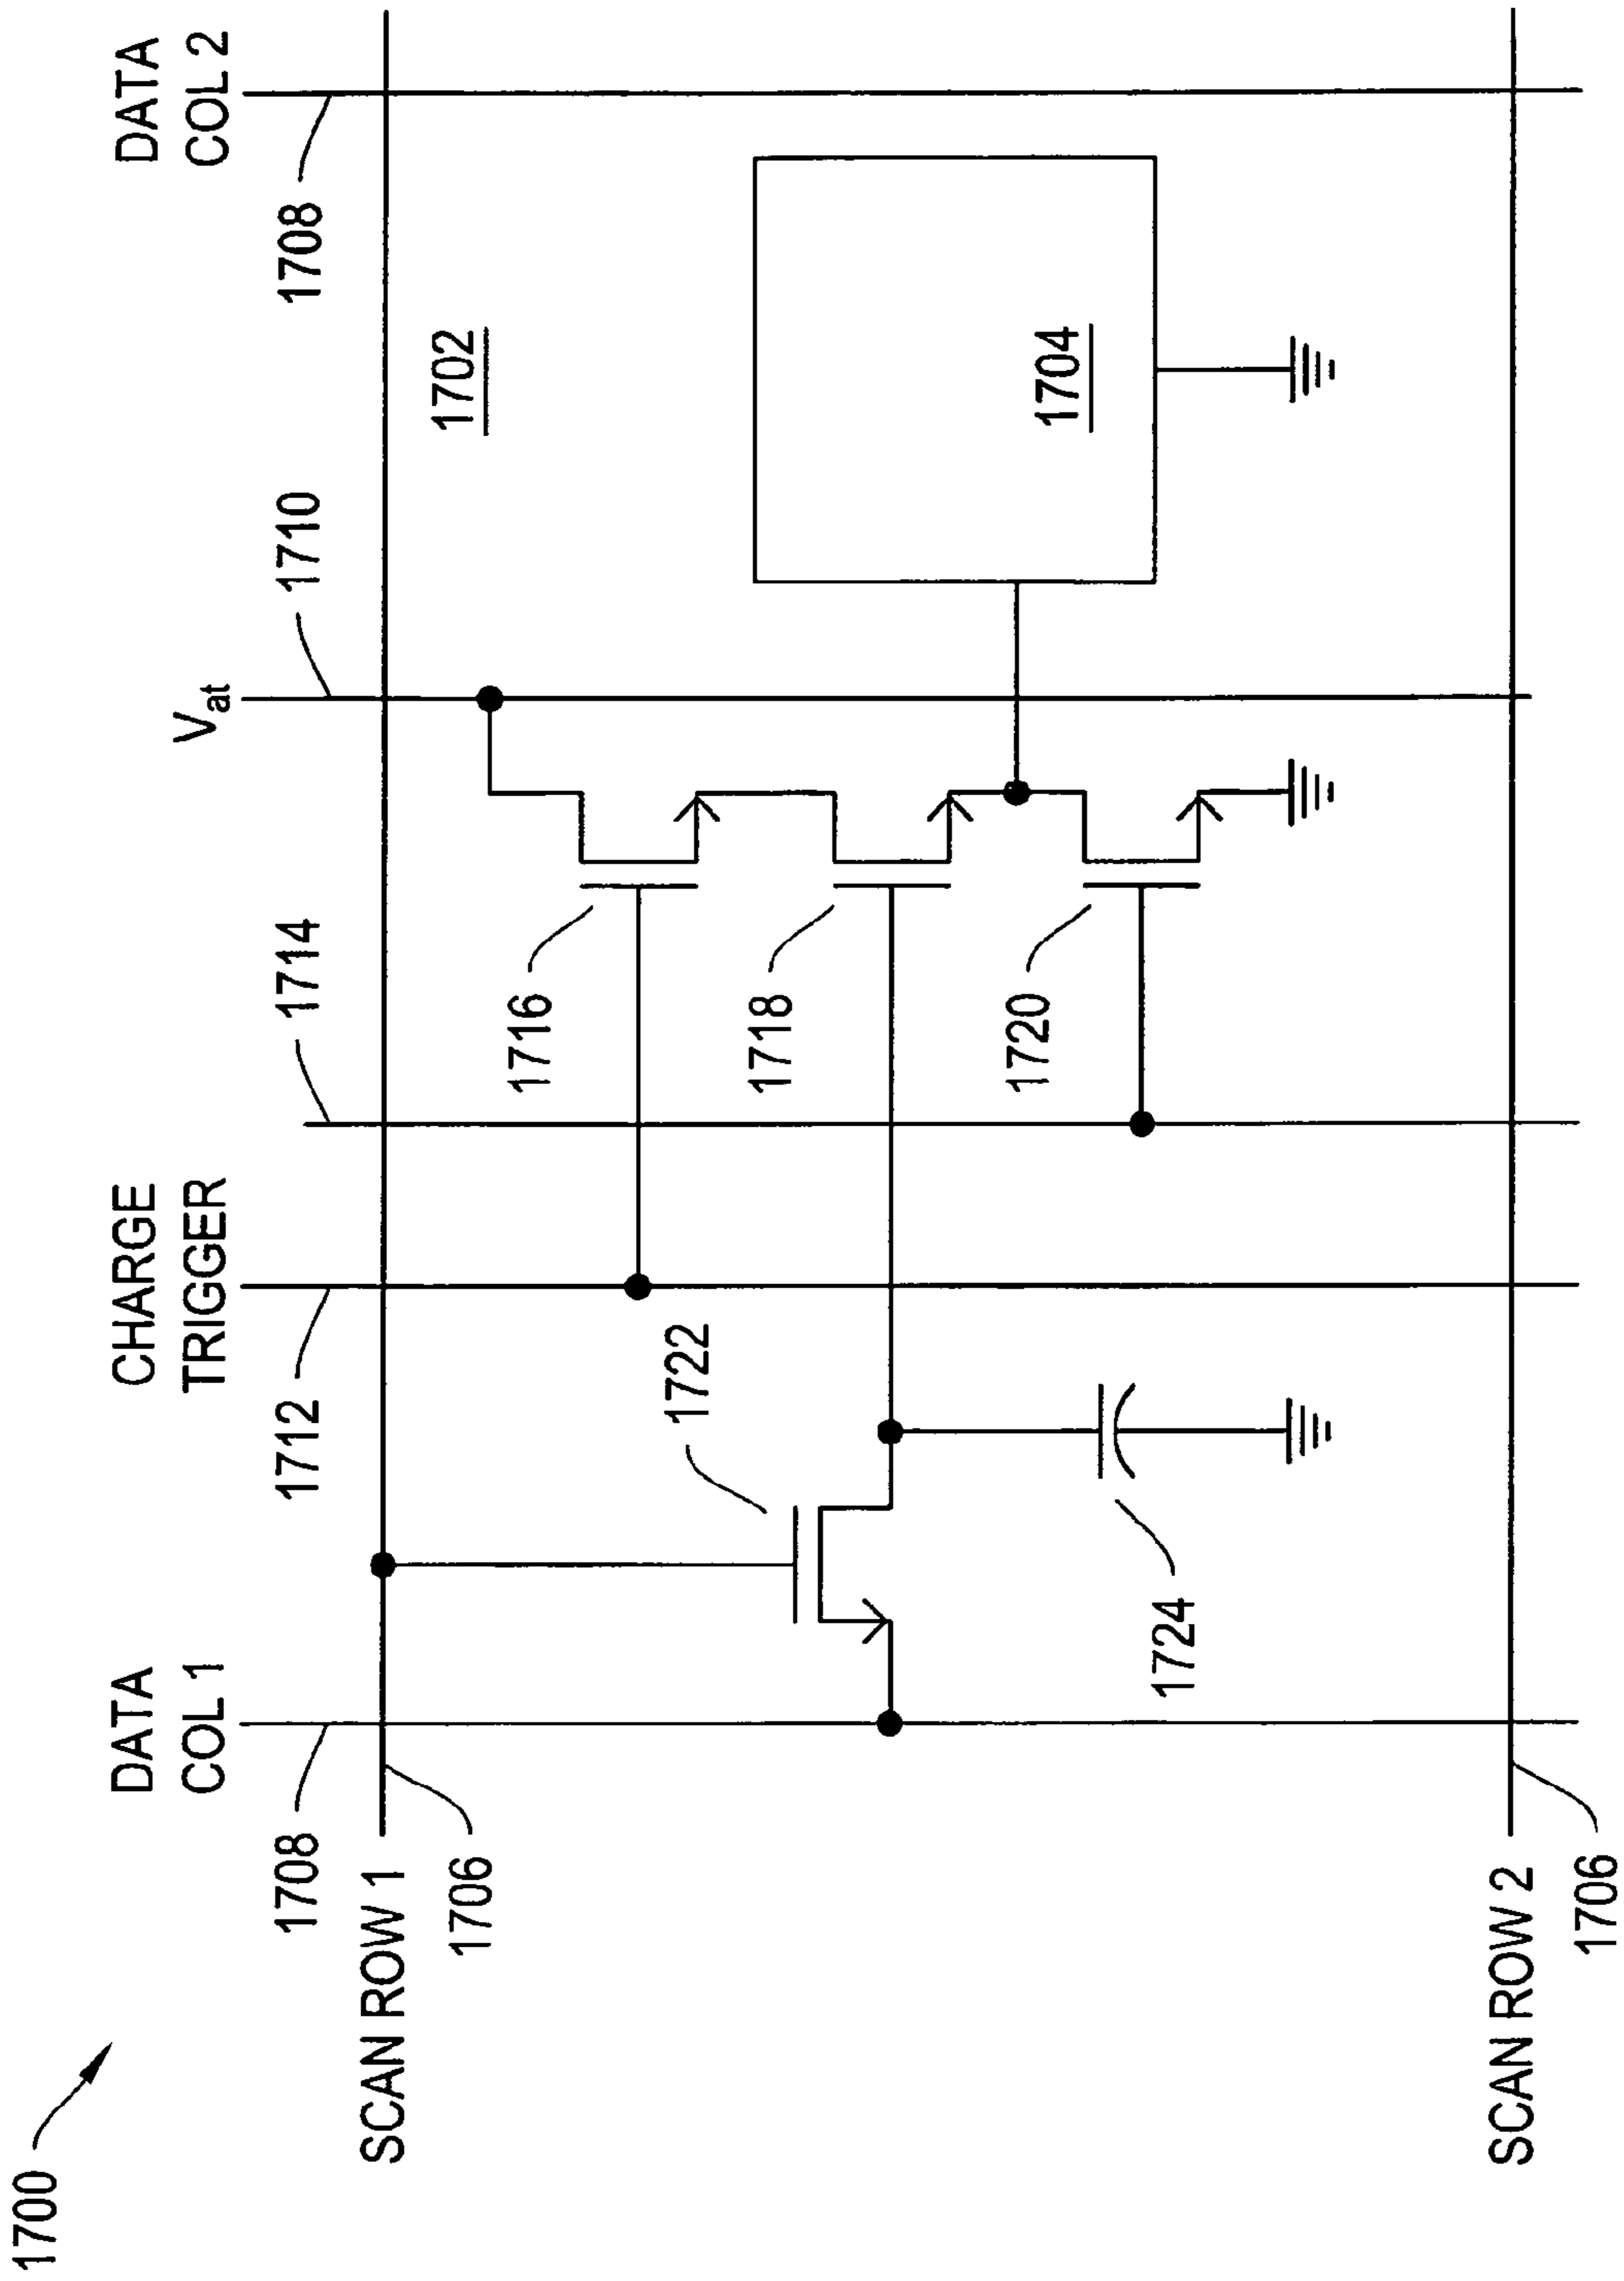 1700
DATA
COL 1
CHARGE
TRIGGER
V_at
DATA
COL 2
1708
1712
1714
1710
1708
SCAN ROW 1
1706
1702
1722
1716
1718
1720
1704
1724
SCAN ROW 2
1706